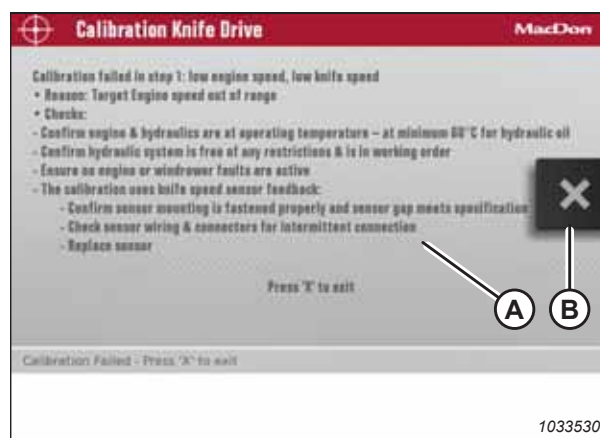 Calibration Knife Drive
MacDon
Calibration failed in step 1: low engine speed, low knife speed
• Reason: Target Engine speed out of range
• Checks:
- Confirm engine & hydraulics are at operating temperature – at minimum 60°C for hydraulic oil
- Confirm hydraulic system is free of any restrictions & is in working order
- Ensure no engine or windrower faults are active
- The calibration uses knife speed sensor feedback:
- Confirm sensor mounting is fastened properly and sensor gap meets specification
- Check sensor wiring & connectors for intermittent connection
- Replace sensor
Press 'X' to exit
A
B
Calibration Failed - Press 'X' to exit
1033530